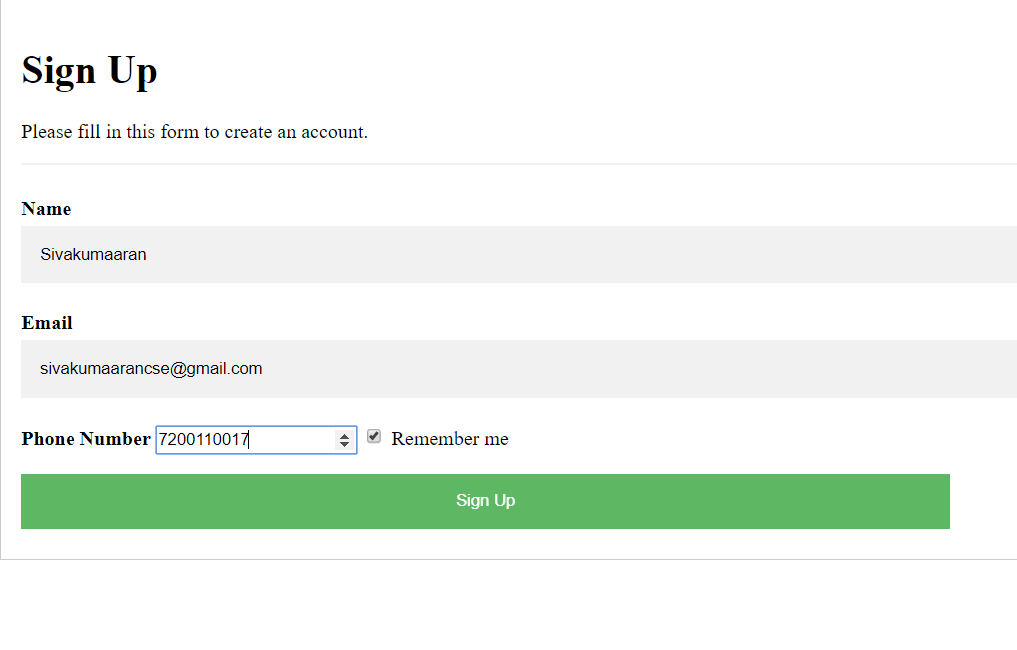 Sign Up
Please fill in this form to create an account.
Name
Sivakumaaran
Email
sivakumaarancse@gmail.com
Phone Number 7200110017 Remember me
Sign Up